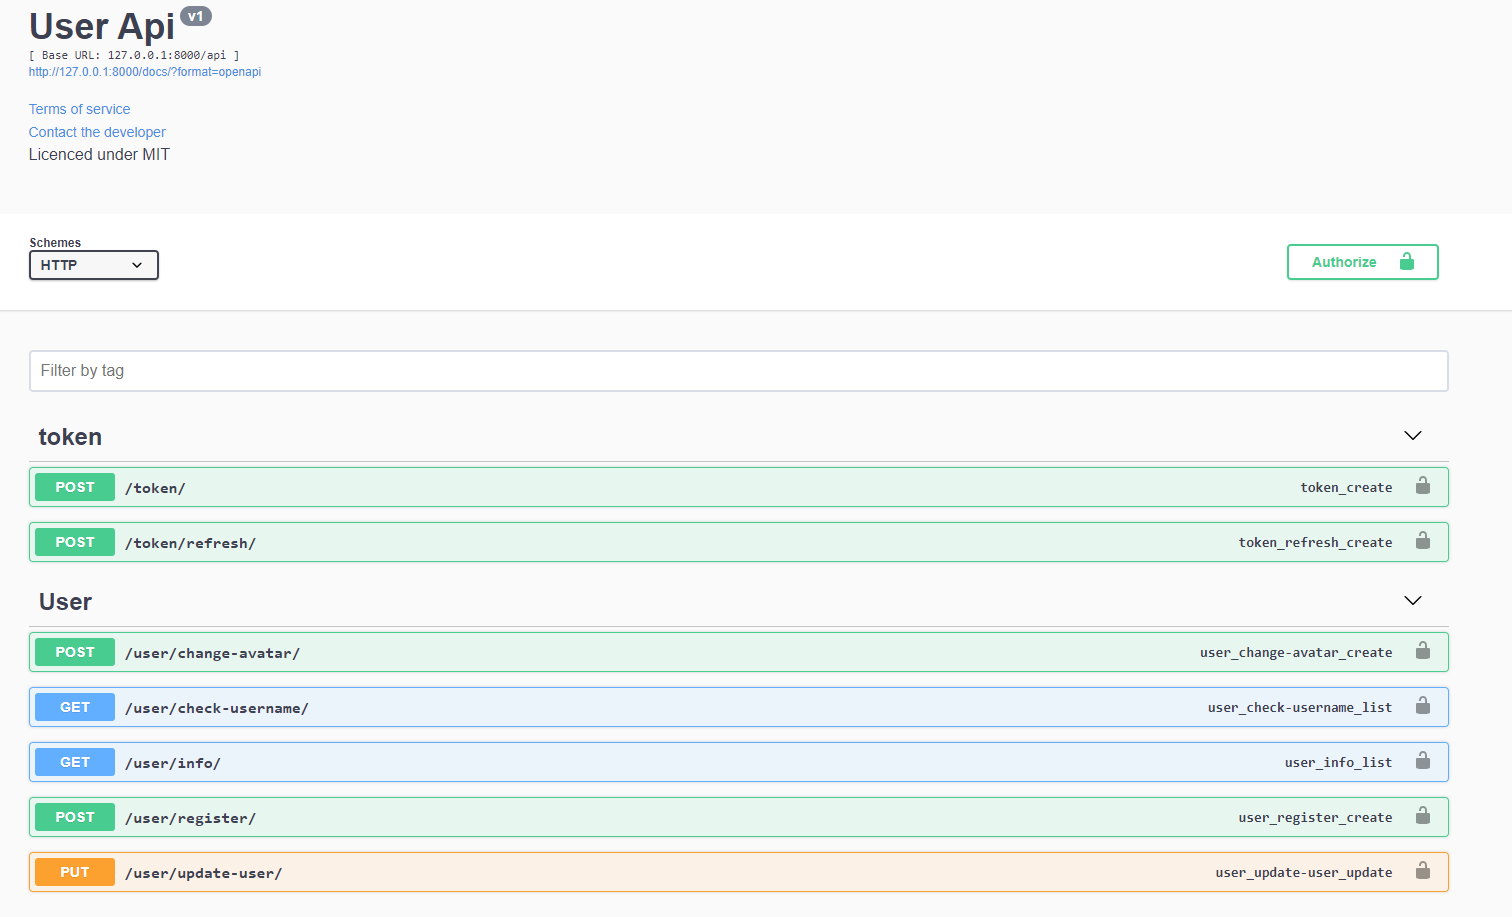 User Api v1
[ Base URL: 127.0.0.1:8000/api ]
http://127.0.0.1:8000/docs/?format=openapi
Terms of service
Contact the developer
Licenced under MIT
Schemes
HTTP
Authorize
Filter by tag
token
POST /token/ token_create
POST /token/refresh/ token_refresh_create
User
POST /user/change-avatar/ user_change-avatar_create
GET /user/check-username/ user_check-username_list
GET /user/info/ user_info_list
POST /user/register/ user_register_create
PUT /user/update-user/ user_update-user_update